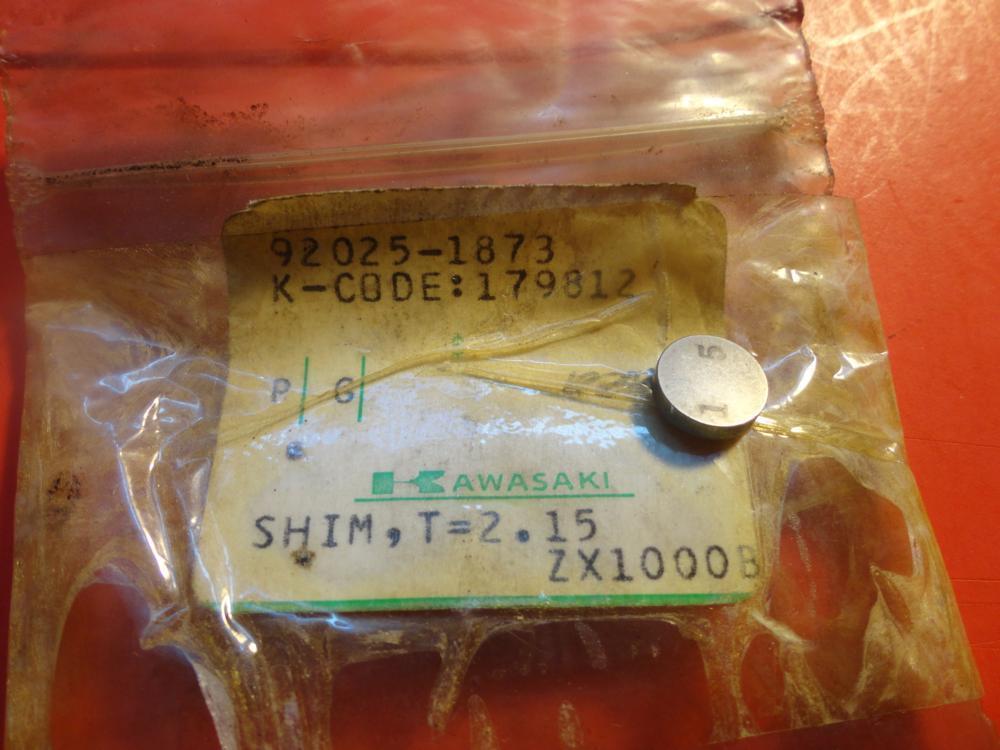 92025-1873
K-CODE:179812
P G
KAWASAKI
SHIM,T=2.15
ZX1000B
15